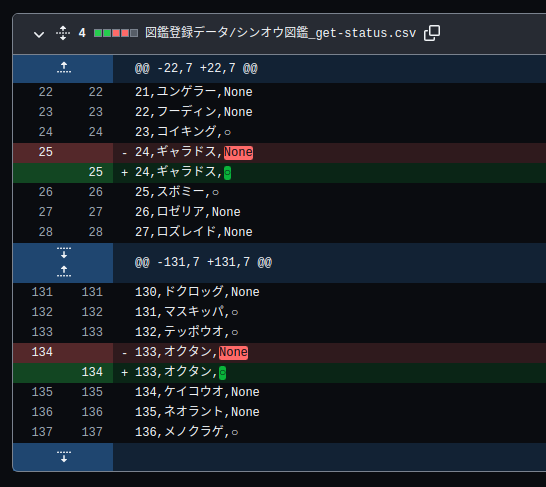 4 図鑑登録データ/シンオウ図鑑_get-status.csv
@@ -22,7 +22,7 @@
22 22 21,ユンゲラー,None
23 23 22,フーディン,None
24 24 23,コイキング,○
25 - 24,ギャラドス,None
25 + 24,ギャラドス,○
26 26 25,スボミー,○
27 27 26,ロゼリア,None
28 28 27,ロズレイド,None
@@ -131,7 +131,7 @@
131 131 130,ドクロッグ,None
132 132 131,マスキッパ,○
133 133 132,テッポウオ,○
134 - 133,オクタン,None
134 + 133,オクタン,○
135 135 134,ケイコウオ,None
136 136 135,ネオラント,None
137 137 136,メノクラゲ,○